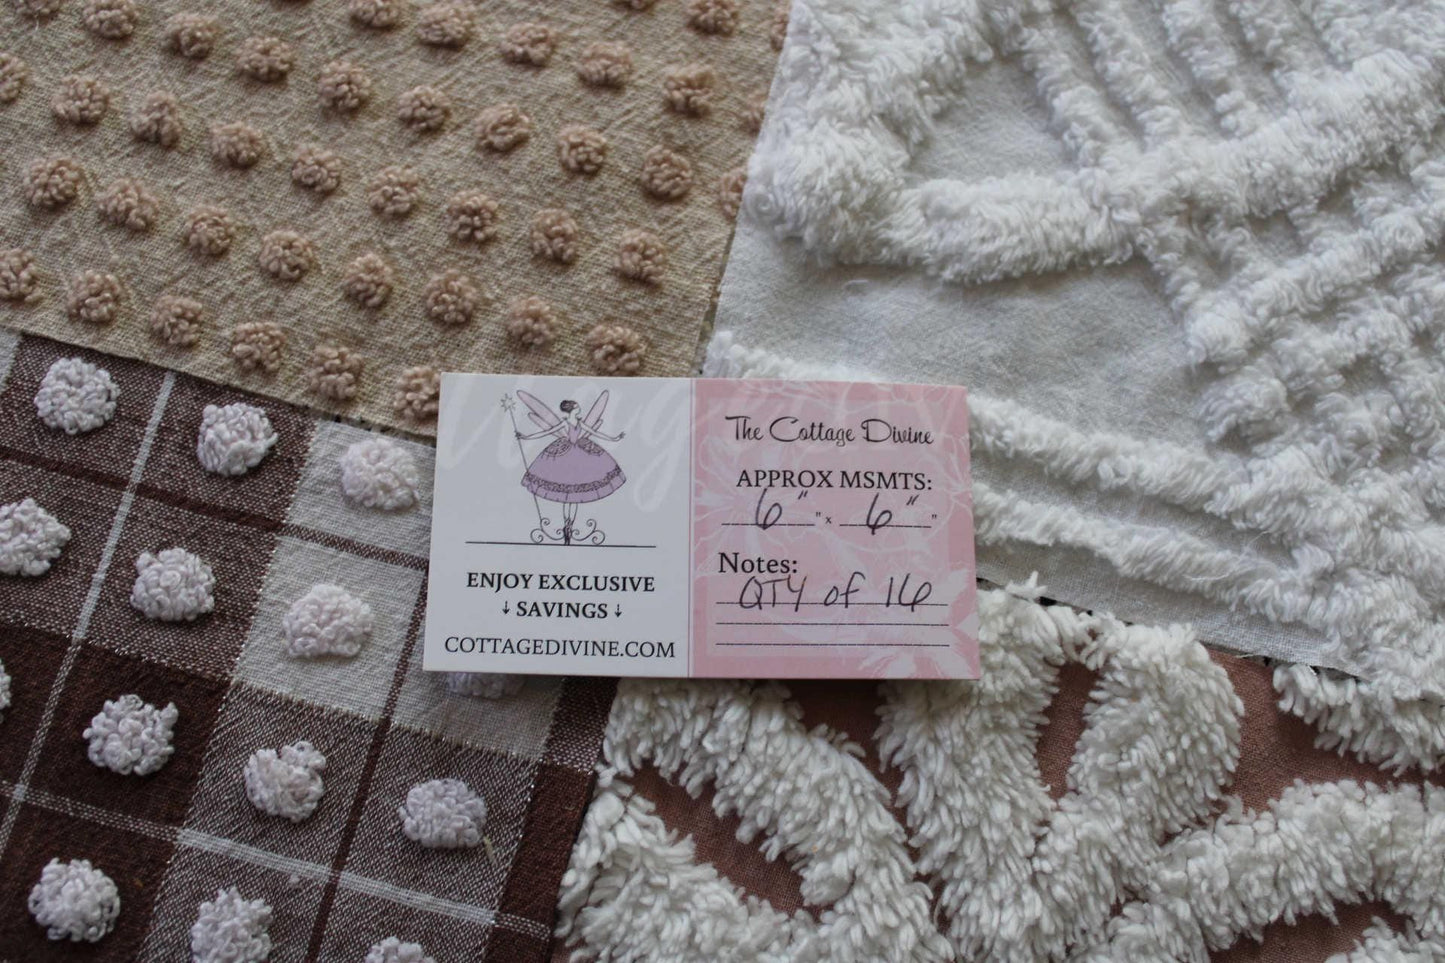 ENJOY EXCLUSIVE
↓ SAVINGS ↓
COTTAGEDIVINE.COM
The Cottage Divine
APPROX MSMTS:
6" " x 6" "
Notes:
QTY of 16